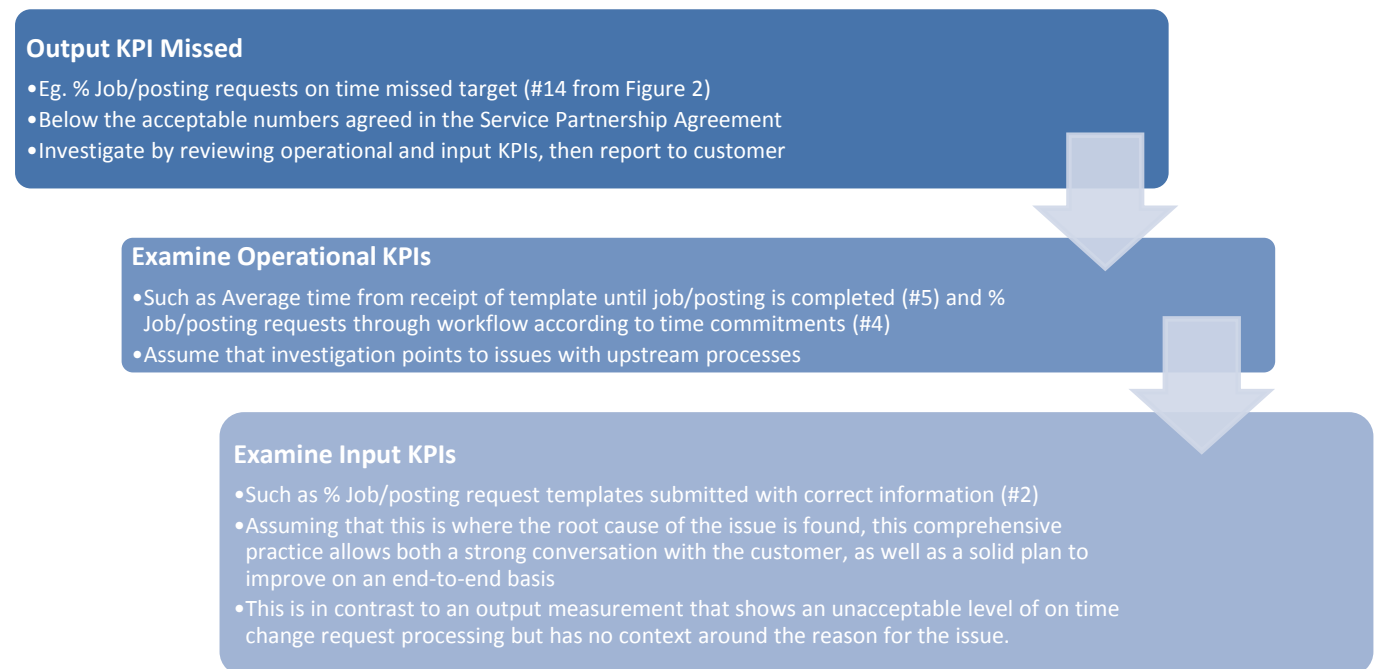 Output KPI Missed
•Eg. % Job/posting requests on time missed target (#14 from Figure 2)
•Below the acceptable numbers agreed in the Service Partnership Agreement
•Investigate by reviewing operational and input KPIs, then report to customer
Examine Operational KPIs
•Such as Average time from receipt of template until job/posting is completed (#5) and %
Job/posting requests through workflow according to time commitments (#4)
•Assume that investigation points to issues with upstream processes
Examine Input KPIs
•Such as % Job/posting request templates submitted with correct information (#2)
•Assuming that this is where the root cause of the issue is found, this comprehensive
practice allows both a strong conversation with the customer, as well as a solid plan to
improve on an end-to-end basis
•This is in contrast to an output measurement that shows an unacceptable level of on time
change request processing but has no context around the reason for the issue.